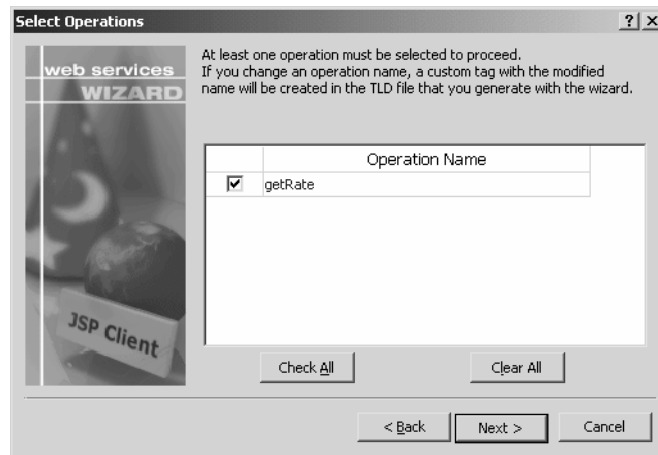 Select Operations
web services
WIZARD
At least one operation must be selected to proceed.
If you change an operation name, a custom tag with the modified
name will be created in the TLD file that you generate with the wizard.
Operation Name
getRate
JSP Client
Check All
Clear All
< Back
Next >
Cancel